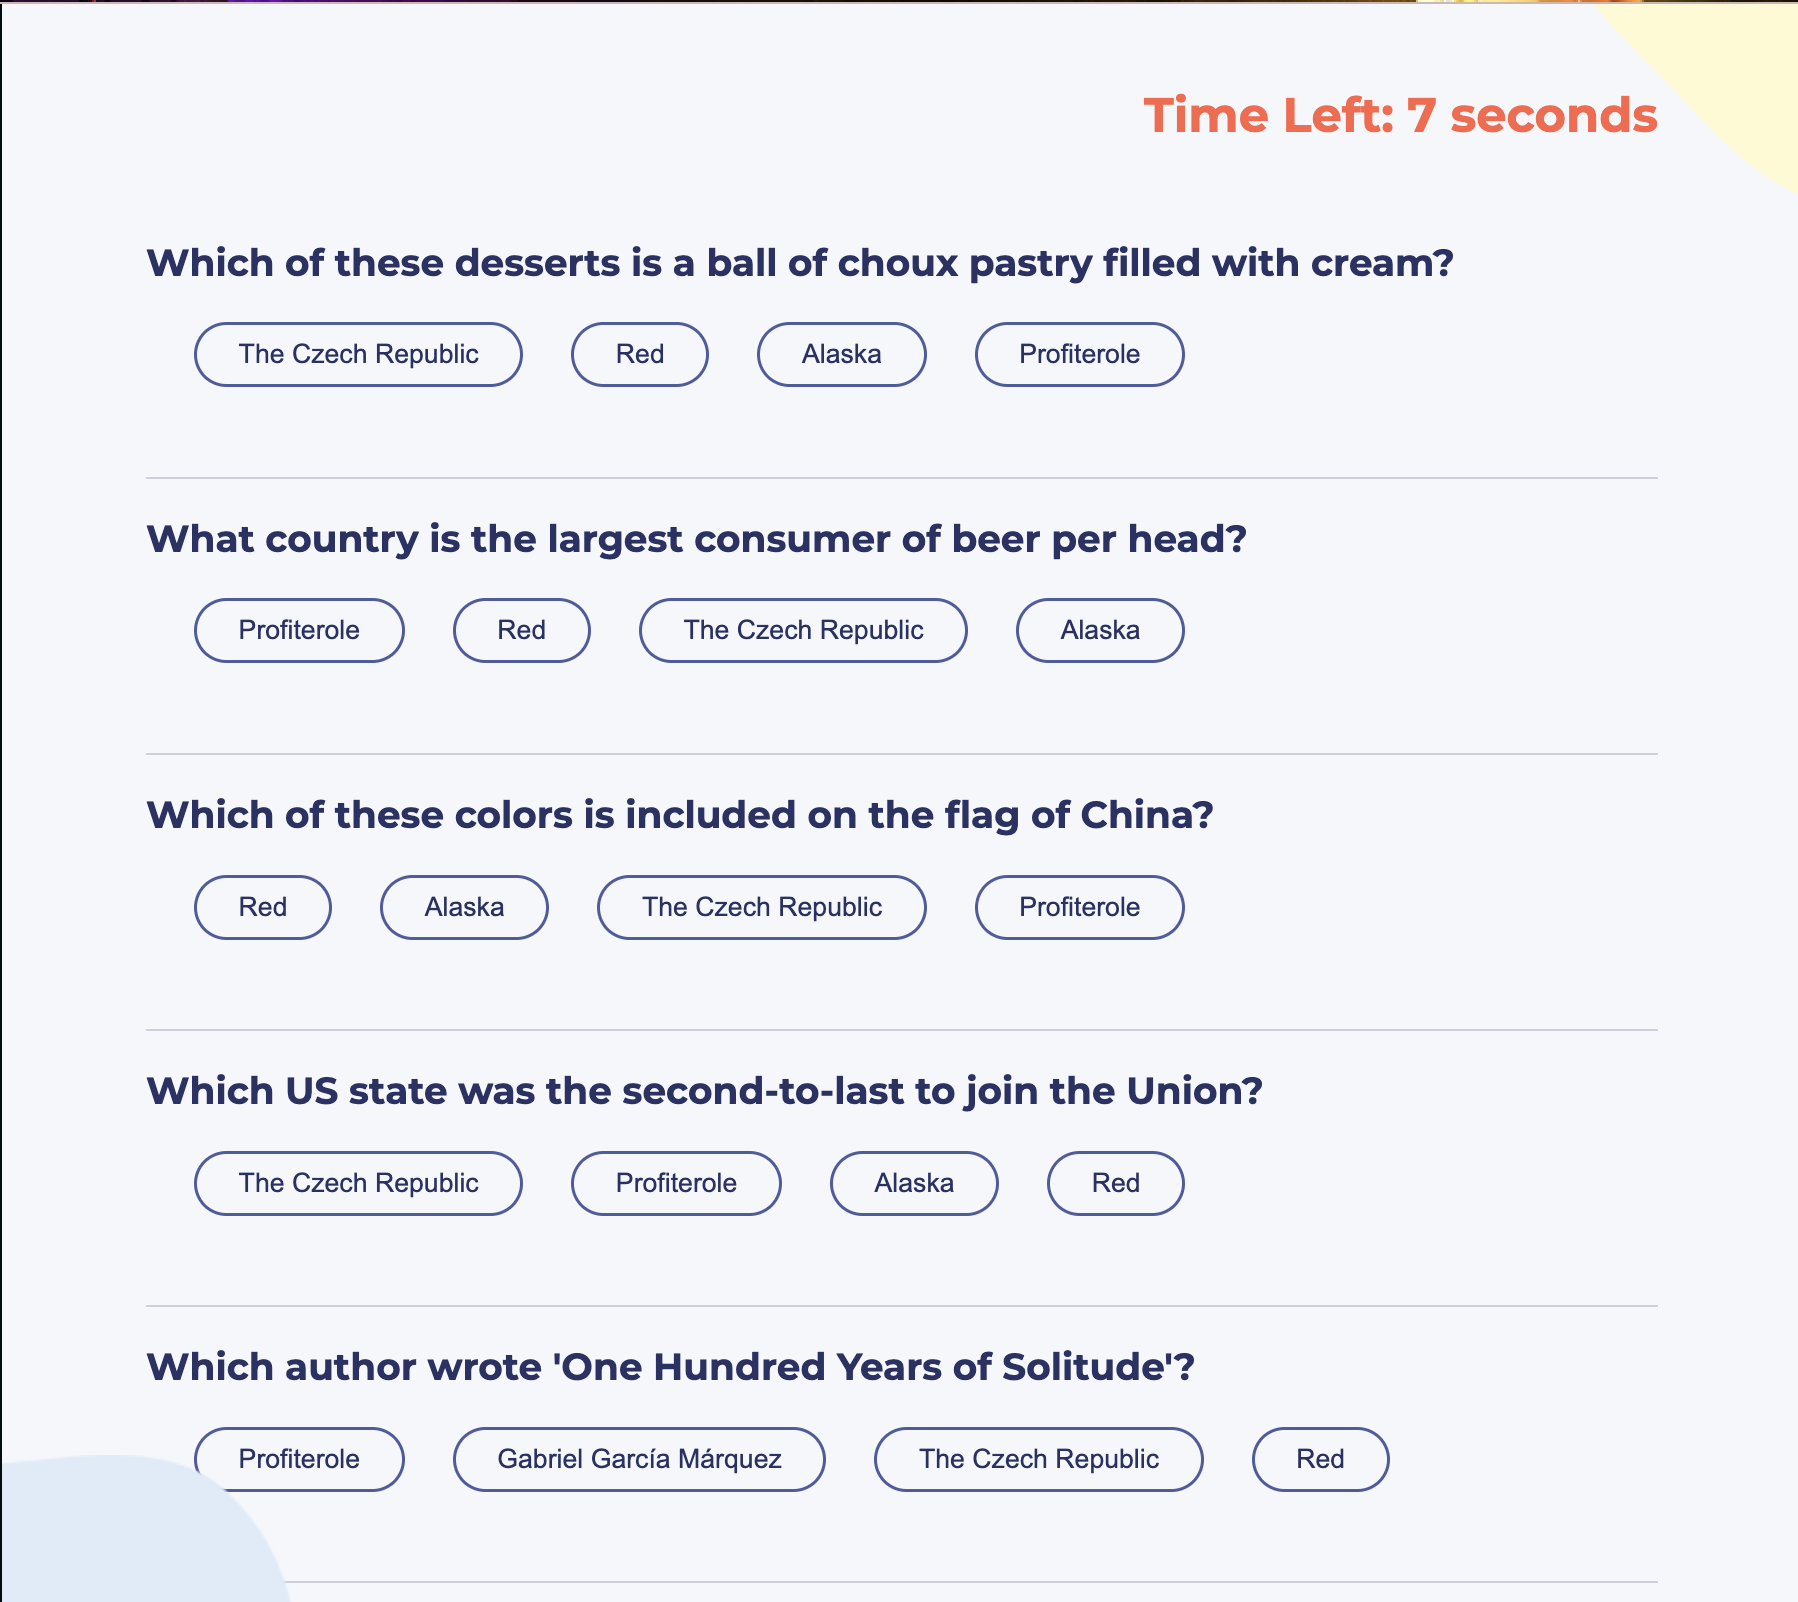 Time Left: 7 seconds
Which of these desserts is a ball of choux pastry filled with cream?
The Czech Republic Red Alaska Profiterole
What country is the largest consumer of beer per head?
Profiterole Red The Czech Republic Alaska
Which of these colors is included on the flag of China?
Red Alaska The Czech Republic Profiterole
Which US state was the second-to-last to join the Union?
The Czech Republic Profiterole Alaska Red
Which author wrote 'One Hundred Years of Solitude'?
Profiterole Gabriel García Márquez The Czech Republic Red